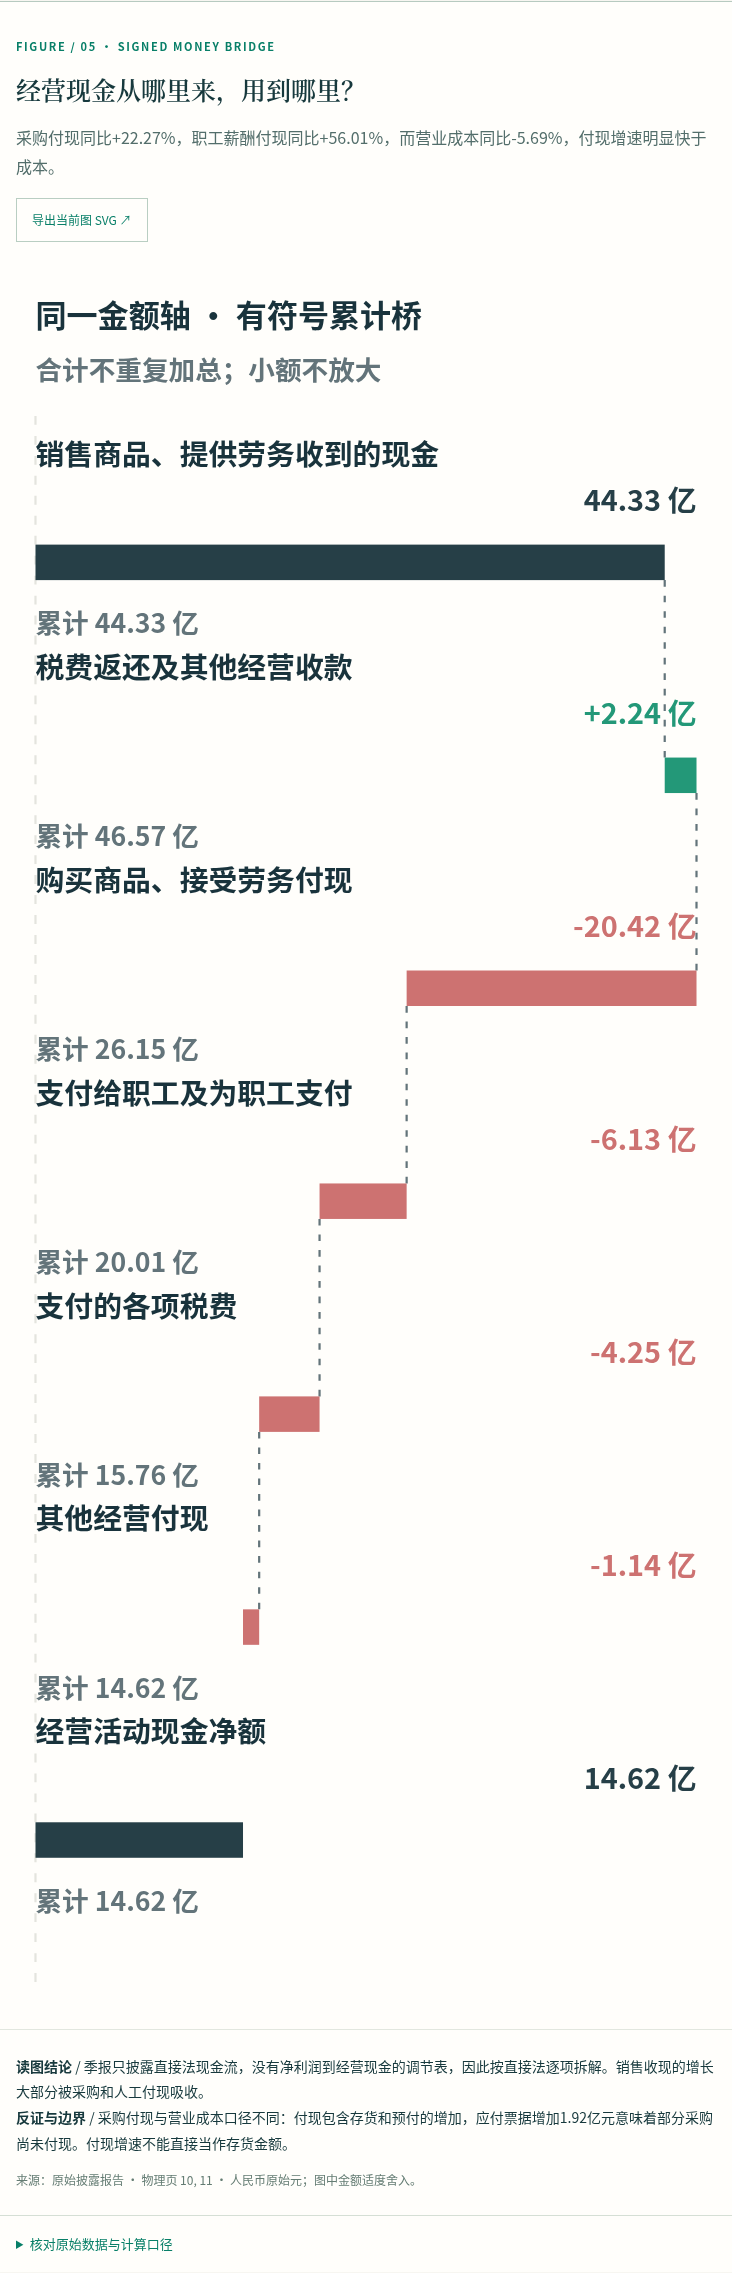 FIGURE / 05 · SIGNED MONEY BRIDGE
经营现金从哪里来，用到哪里？
采购付现同比+22.27%，职工薪酬付现同比+56.01%，而营业成本同比-5.69%，付现增速明显快于
成本。
导出当前图 SVG ↗
同一金额轴 · 有符号累计桥
合计不重复加总；小额不放大
销售商品、提供劳务收到的现金
44.33 亿
累计 44.33 亿
税费返还及其他经营收款
+2.24 亿
累计 46.57 亿
购买商品、接受劳务付现
-20.42 亿
累计 26.15 亿
支付给职工及为职工支付
-6.13 亿
累计 20.01 亿
支付的各项税费
-4.25 亿
累计 15.76 亿
其他经营付现
-1.14 亿
累计 14.62 亿
经营活动现金净额
14.62 亿
累计 14.62 亿
读图结论 / 季报只披露直接法现金流，没有净利润到经营现金的调节表，因此按直接法逐项拆解。销售收现的增长
大部分被采购和人工付现吸收。
反证与边界 / 采购付现与营业成本口径不同：付现包含存货和预付的增加，应付票据增加1.92亿元意味着部分采购
尚未付现。付现增速不能直接当作存货金额。
来源：原始披露报告 · 物理页 10, 11 · 人民币原始元；图中金额适度舍入。
▶ 核对原始数据与计算口径